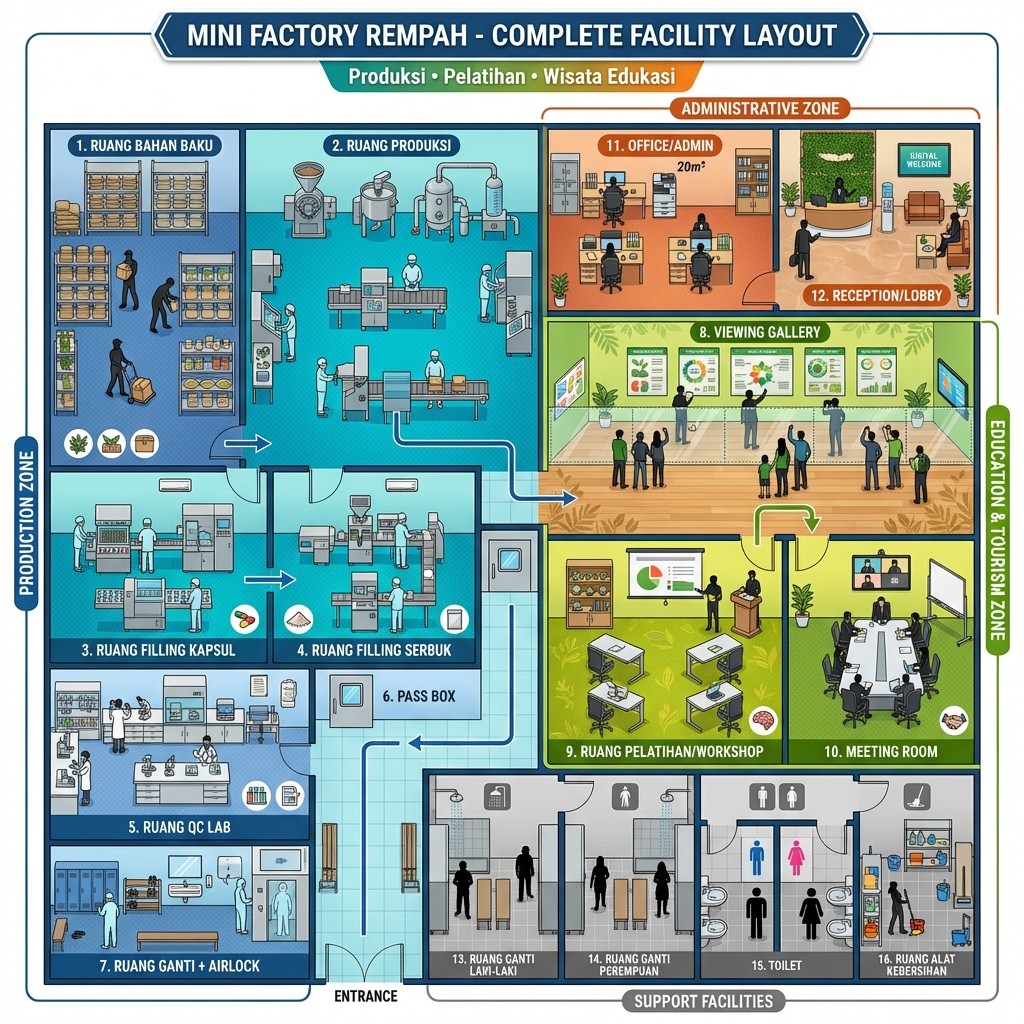 MINI FACTORY REMPAH - COMPLETE FACILITY LAYOUT
Produksi • Pelatihan • Wisata Edukasi
ADMINISTRATIVE ZONE
1. RUANG BAHAN BAKU
2. RUANG PRODUKSI
11. OFFICE/ADMIN
20m²
DIGITAL
WELCOME
12. RECEPTION/LOBBY
8. VIEWING GALLERY
PRODUCTION ZONE
EDUCATION & TOURISM ZONE
3. RUANG FILLING KAPSUL
4. RUANG FILLING SERBUK
6. PASS BOX
9. RUANG PELATIHAN/WORKSHOP
10. MEETING ROOM
5. RUANG QC LAB
7. RUANG GANTI + AIRLOCK
ENTRANCE
13. RUANG GANTI
LAKI-LAKI
14. RUANG GANTI
PEREMPUAN
15. TOILET
16. RUANG ALAT
KEBERSIHAN
SUPPORT FACILITIES